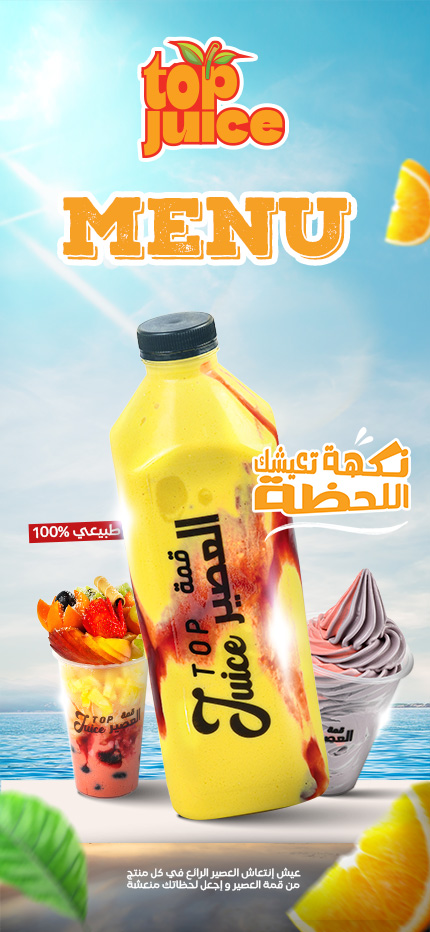 top
juice
MENU
نكهة تعيشك
اللحظة
100% طبيعي
قمة
العصير
TOP
Juice
TOP قمة
Juice العصير
قمة
العصير
عيش إنتعاش العصير الرائع في كل منتج
من قمة العصير و إجعل لحظاتك منعشة